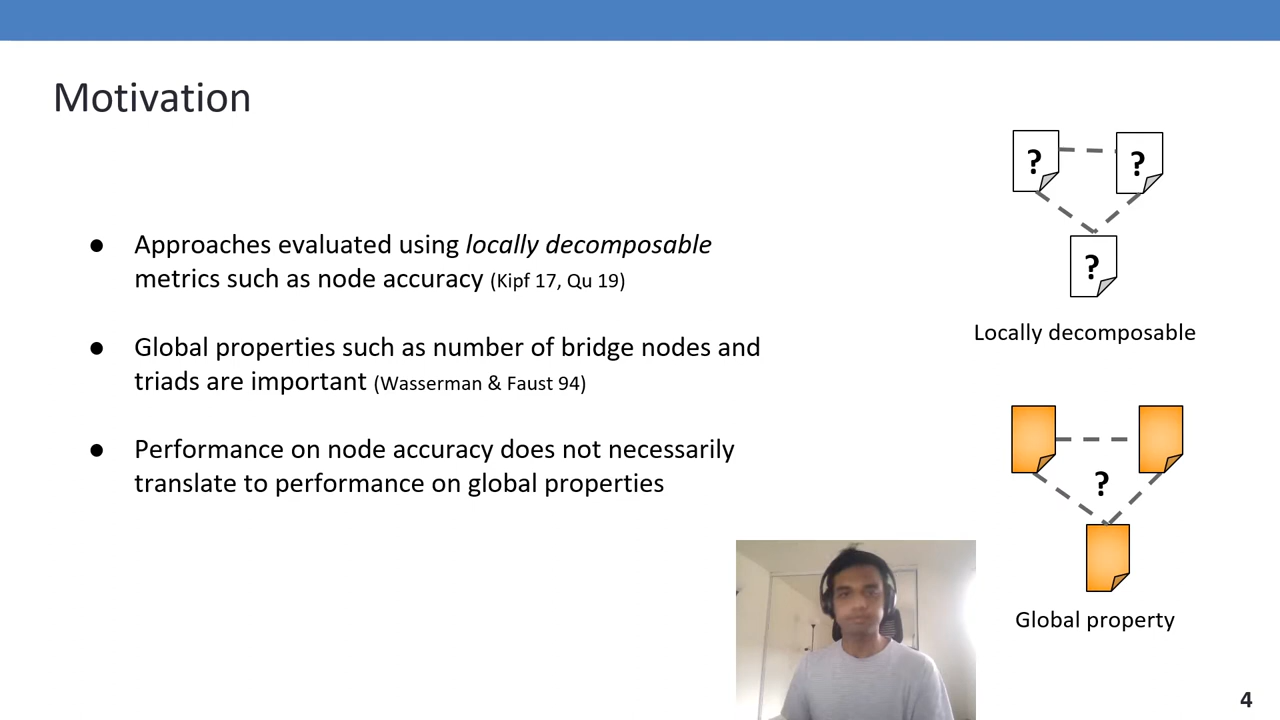 Motivation
● Approaches evaluated using locally decomposable
metrics such as node accuracy (Kipf 17, Qu 19)
● Global properties such as number of bridge nodes and
triads are important (Wasserman & Faust 94)
● Performance on node accuracy does not necessarily
translate to performance on global properties
? ?
?
Locally decomposable
?
Global property
4